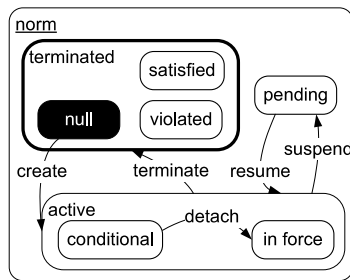 norm
terminated
satisfied
null
violated
pending
create
terminate
resume
suspend
active
detach
conditional
in force